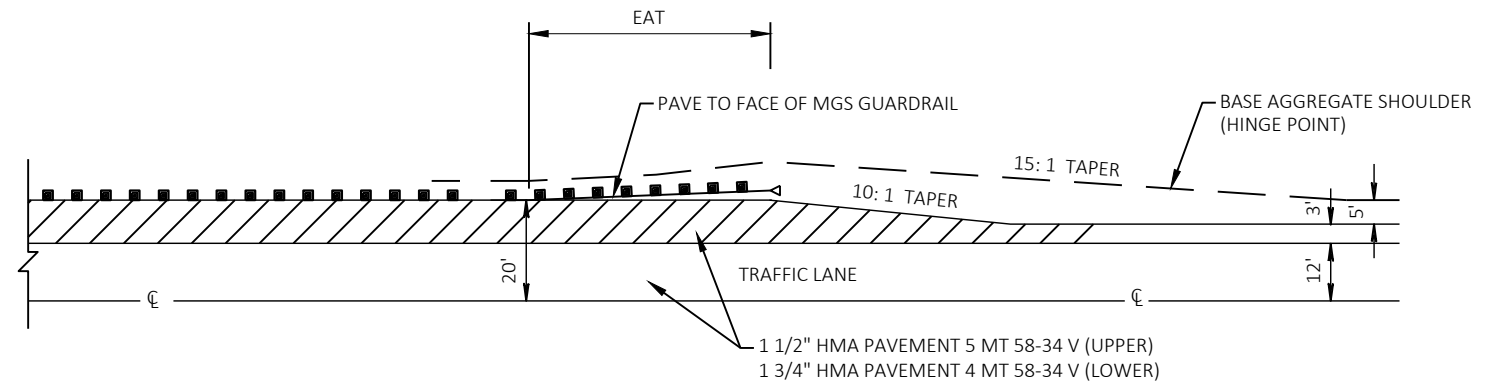 EAT
PAVE TO FACE OF MGS GUARDRAIL
BASE AGGREGATE SHOULDER
(HINGE POINT)
15: 1 TAPER
10: 1 TAPER
3'
5'
20'
TRAFFIC LANE
12'
℄
℄
1 1/2" HMA PAVEMENT 5 MT 58-34 V (UPPER)
1 3/4" HMA PAVEMENT 4 MT 58-34 V (LOWER)